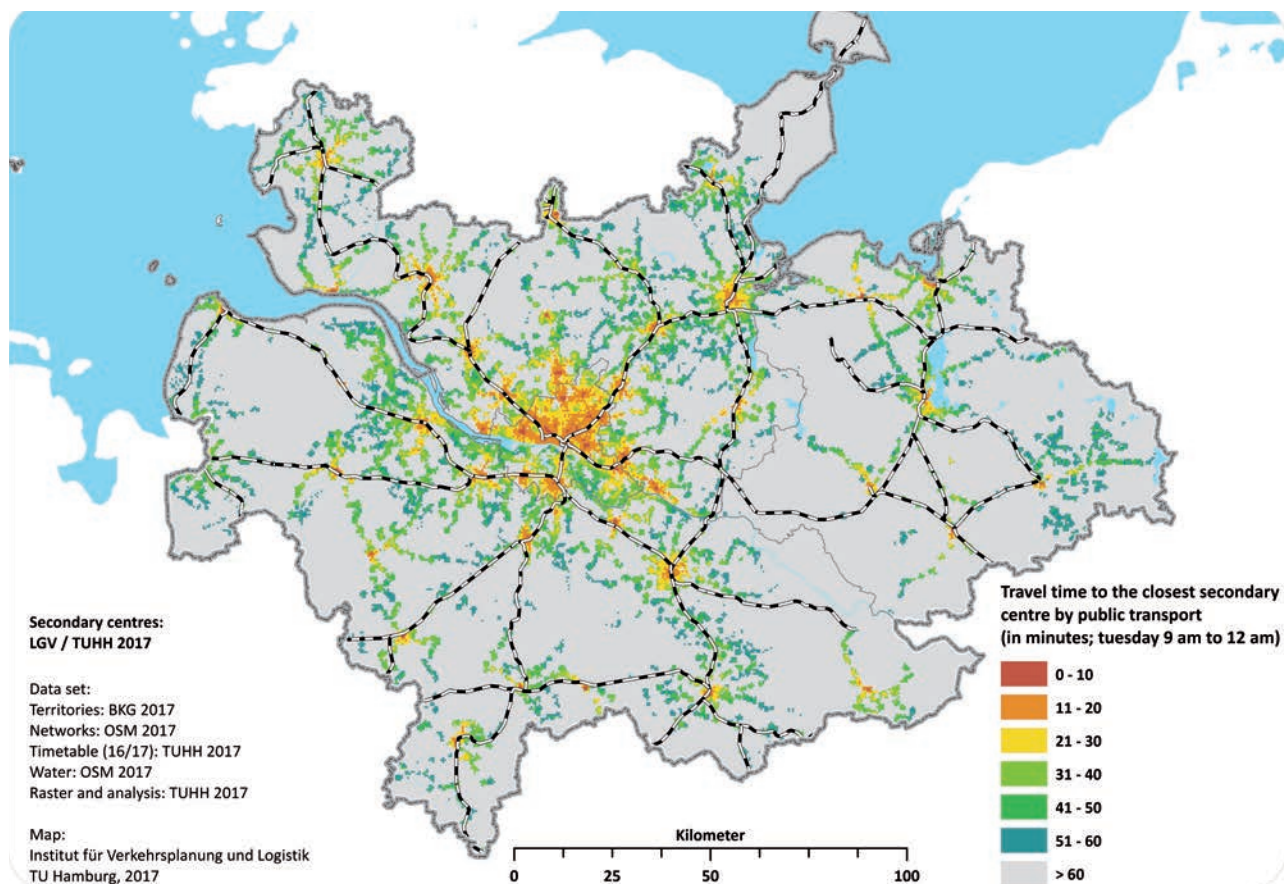 Secondary centres:
LGV / TUHH 2017
Data set:
Territories: BKG 2017
Networks: OSM 2017
Timetable (16/17): TUHH 2017
Water: OSM 2017
Raster and analysis: TUHH 2017
Map:
Institut für Verkehrsplanung und Logistik
TU Hamburg, 2017
Kilometer
0 25 50 100
Travel time to the closest secondary
centre by public transport
(in minutes; tuesday 9 am to 12 am)
0 - 10
11 - 20
21 - 30
31 - 40
41 - 50
51 - 60
> 60